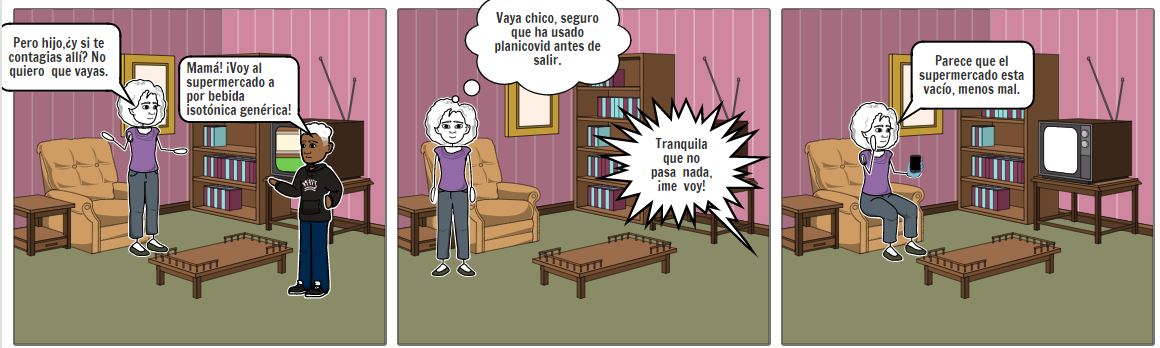 Pero hijo,¿y si te
contagias allí? No
quiero que vayas.
Mamá! ¡Voy al
supermercado a
por bebida
isotónica genérica!
Vaya chico, seguro
que ha usado
planicovid antes de
salir.
Tranquila
que no
pasa nada,
¡me voy!
Parece que el
supermercado esta
vacío, menos mal.